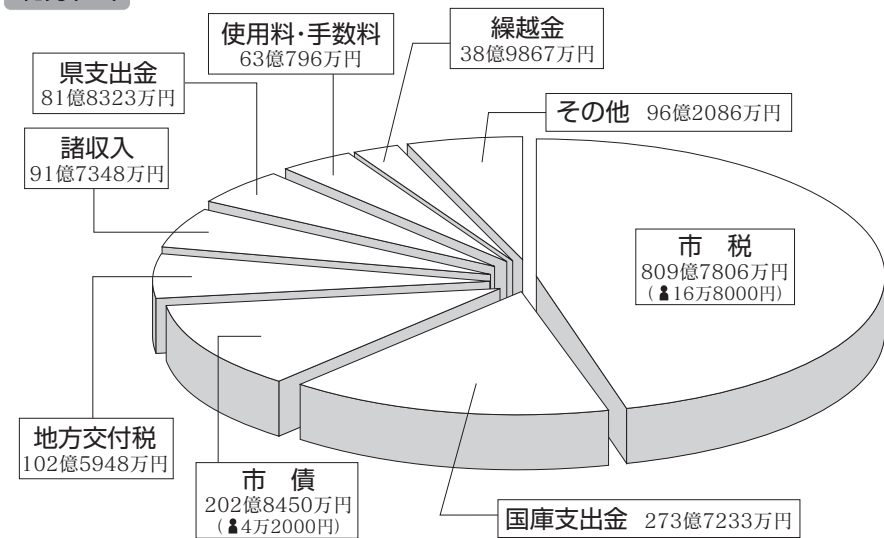 使用料・手数料
63億796万円
繰越金
38億9867万円
県支出金
81億8323万円
その他 96億2086万円
諸収入
91億7348万円
市 税
809億7806万円
(16万8000円)
地方交付税
102億5948万円
市 債
202億8450万円
(4万2000円)
国庫支出金 273億7233万円